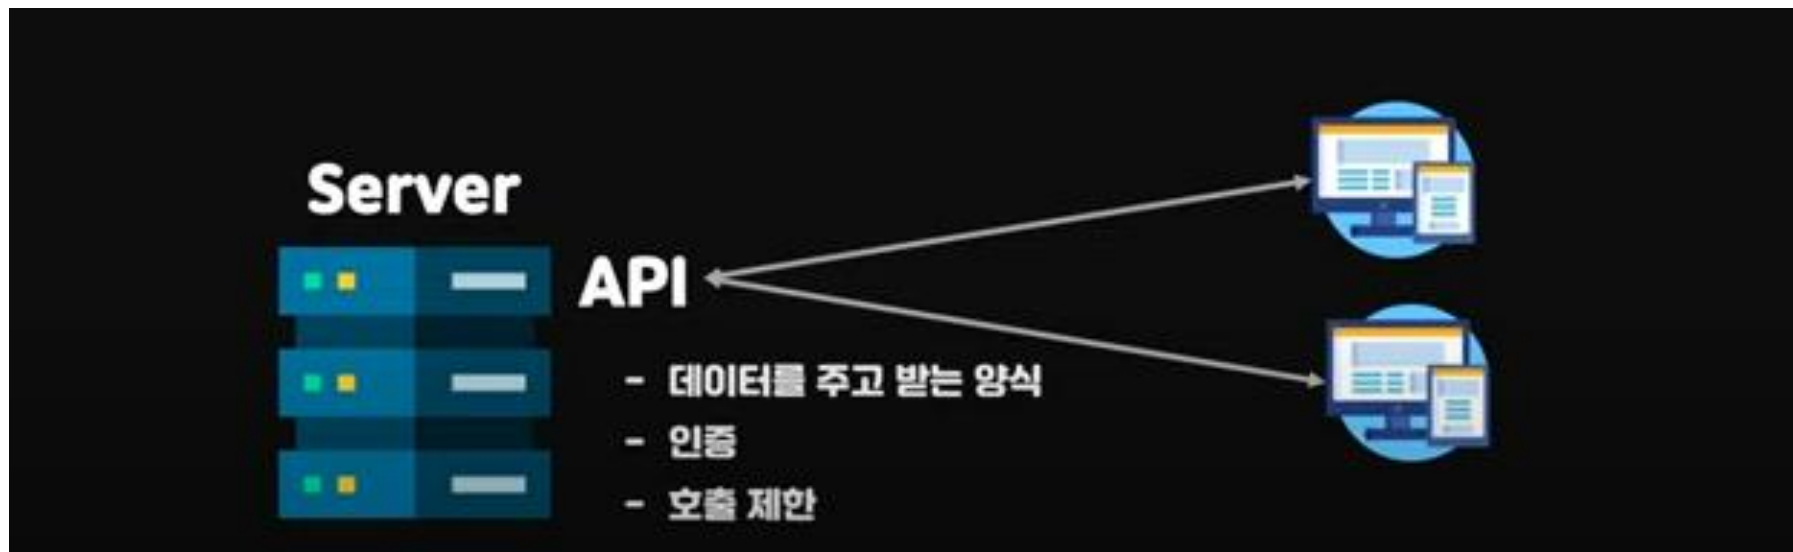 Server
API
- 데이터를 주고 받는 양식
- 인증
- 호출 제한